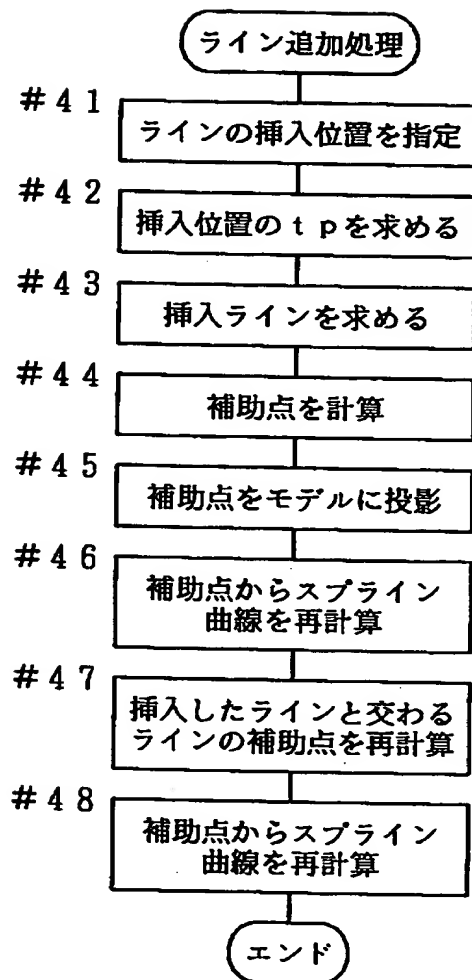 ライン追加処理
#41
ラインの挿入位置を指定
#42
挿入位置のtpを求める
#43
挿入ラインを求める
#44
補助点を計算
#45
補助点をモデルに投影
#46
補助点からスプライン
曲線を再計算
#47
挿入したラインと交わる
ラインの補助点を再計算
#48
補助点からスプライン
曲線を再計算
エンド